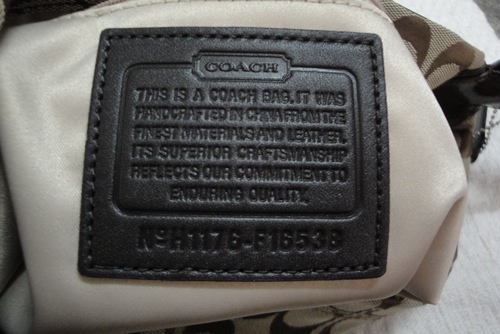 COACH
THIS IS A COACH BAG. IT WAS
HANDCRAFTED IN CHINA FROM THE
FINEST MATERIALS AND LEATHER.
ITS SUPERIOR CRAFTSMANSHIP
REFLECTS OUR COMMITMENT TO
ENDURING QUALITY.
Nº H1176-F16538